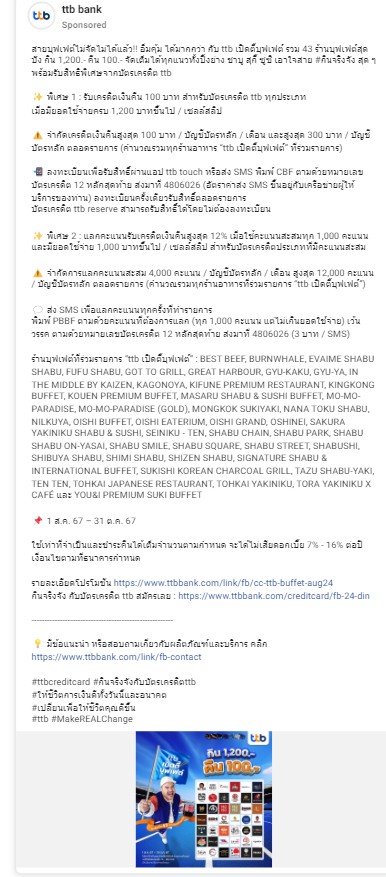 ttb bank
Sponsored
สายบุฟเฟต์ไม่จัดไม่ได้แล้ว!! อิ่มคุ้ม ได้มากกว่า กับ ttb เปิดตี้บุฟเฟต์ รวม 43 ร้านบุฟเฟต์สุด
ปัง กิน 1,200.- คืน 100.- จัดเต็มได้ทุกแนวทั้งปิ้งย่าง ชาบู สุกี้ ซูชิ เอาใจสาย #กินจริงจัง สุด ๆ
พร้อมรับสิทธิพิเศษจากบัตรเครดิต ttb
✨ พิเศษ 1 : รับเครดิตเงินคืน 100 บาท สำหรับบัตรเครดิต ttb ทุกประเภท
เมื่อมียอดใช้จ่ายครบ 1,200 บาทขึ้นไป / เซลล์สลิป
⚠️ จำกัดเครดิตเงินคืนสูงสุด 100 บาท / บัญชีบัตรหลัก / เดือน และสูงสุด 300 บาท / บัญชี
บัตรหลัก ตลอดรายการ (คำนวณรวมทุกร้านอาหารที่ "ttb เปิดตี้บุฟเฟต์" ที่ร่วมรายการ)
📲 ลงทะเบียนเพื่อรับสิทธิ์ผ่านแอป ttb touch หรือส่ง SMS พิมพ์ CBF ตามด้วยหมายเลข
บัตรเครดิต 12 หลักสุดท้าย ส่งมาที่ 4806026 (อัตราค่าส่ง SMS ขึ้นอยู่กับเครือข่ายผู้ให้
บริการของท่าน) ลงทะเบียนครั้งเดียวรับสิทธิ์ตลอดรายการ
บัตรเครดิต ttb reserve สามารถรับสิทธิ์ได้โดยไม่ต้องลงทะเบียน
✨ พิเศษ 2 : แลกคะแนนรับเครดิตเงินคืนสูงสุด 12% เมื่อใช้คะแนนสะสมทุก 1,000 คะแนน
และมียอดใช้จ่าย 1,000 บาทขึ้นไป / เซลล์สลิป สำหรับบัตรเครดิตประเภทที่มีคะแนนสะสม
⚠️ จำกัดการแลกคะแนนสะสม 4,000 คะแนน / บัญชีบัตรหลัก / เดือน สูงสุด 12,000 คะแนน
/ บัญชีบัตรหลัก ตลอดรายการ (คำนวณรวมทุกร้านอาหารที่ร่วมรายการ "ttb เปิดตี้บุฟเฟต์")
💬 ส่ง SMS เพื่อแลกคะแนนทุกครั้งที่ทำรายการ
พิมพ์ PBBF ตามด้วยคะแนนที่ต้องการแลก (ทุก 1,000 คะแนน แต่ไม่เกินยอดใช้จ่าย) เว้น
วรรค ตามด้วยหมายเลขบัตรเครดิต 12 หลักสุดท้าย ส่งมาที่ 4806026 (3 บาท / SMS)
ร้านบุฟเฟต์ที่ร่วมรายการ "ttb เปิดตี้บุฟเฟต์" : BEST BEEF, BURNWHALE, EVAIME SHABU
SHABU, FUFU SHABU, GOT TO GRILL, GREAT HARBOUR, GYU-KAKU, GYU-YA, IN
THE MIDDLE BY KAIZEN, KAGONOYA, KIFUNE PREMIUM RESTAURANT, KINGKONG
BUFFET, KOUEN PREMIUM BUFFET, MASARU SHABU & SUSHI BUFFET, MO-MO-
PARADISE, MO-MO-PARADISE (GOLD), MONGKOK SUKIYAKI, NANA TOKU SHABU,
NILKUYA, OISHI BUFFET, OISHI EATERIUM, OISHI GRAND, OSHINEI, SAKURA
YAKINIKU SHABU & SUSHI, SEINIKU - TEN, SHABU CHAIN, SHABU PARK, SHABU
SHABU ON-YASAI, SHABU SMILE, SHABU SQUARE, SHABU STREET, SHABUSHI,
SHIBUYA SHABU, SHIMI SHABU, SHIZEN SHABU, SIGNATURE SHABU &
INTERNATIONAL BUFFET, SUKISHI KOREAN CHARCOAL GRILL, TAZU SHABU-YAKI,
TEN TEN, TOHKAI JAPANESE RESTAURANT, TOHKAI YAKINIKU, TORA YAKINIKU X
CAFÉ และ YOU&I PREMIUM SUKI BUFFET
📌 1 ส.ค. 67 – 31 ต.ค. 67
ใช้เท่าที่จำเป็นและชำระคืนได้เต็มจำนวนตามกำหนด จะได้ไม่เสียดอกเบี้ย 7% - 16% ต่อปี
เงื่อนไขตามที่ธนาคารกำหนด
รายละเอียดโปรโมชัน https://www.ttbbank.com/link/fb/cc-ttb-buffet-aug24
กินจริงจัง กับบัตรเครดิต ttb สมัครเลย : https://www.ttbbank.com/creditcard/fb-24-din
--------------------------------------------------
💡 มีข้อแนะนำ หรือสอบถามเกี่ยวกับผลิตภัณฑ์และบริการ คลิก
https://www.ttbbank.com/link/fb-contact
#ttbcreditcard #กินจริงจังกับบัตรเครดิตttb
#ให้ชีวิตการเงินดีทั้งวันนี้และอนาคต
#เปลี่ยนเพื่อให้ชีวิตคุณดีขึ้น
#ttb #MakeREALChange
ttb
กิน 1,200.-
คืน 100.-